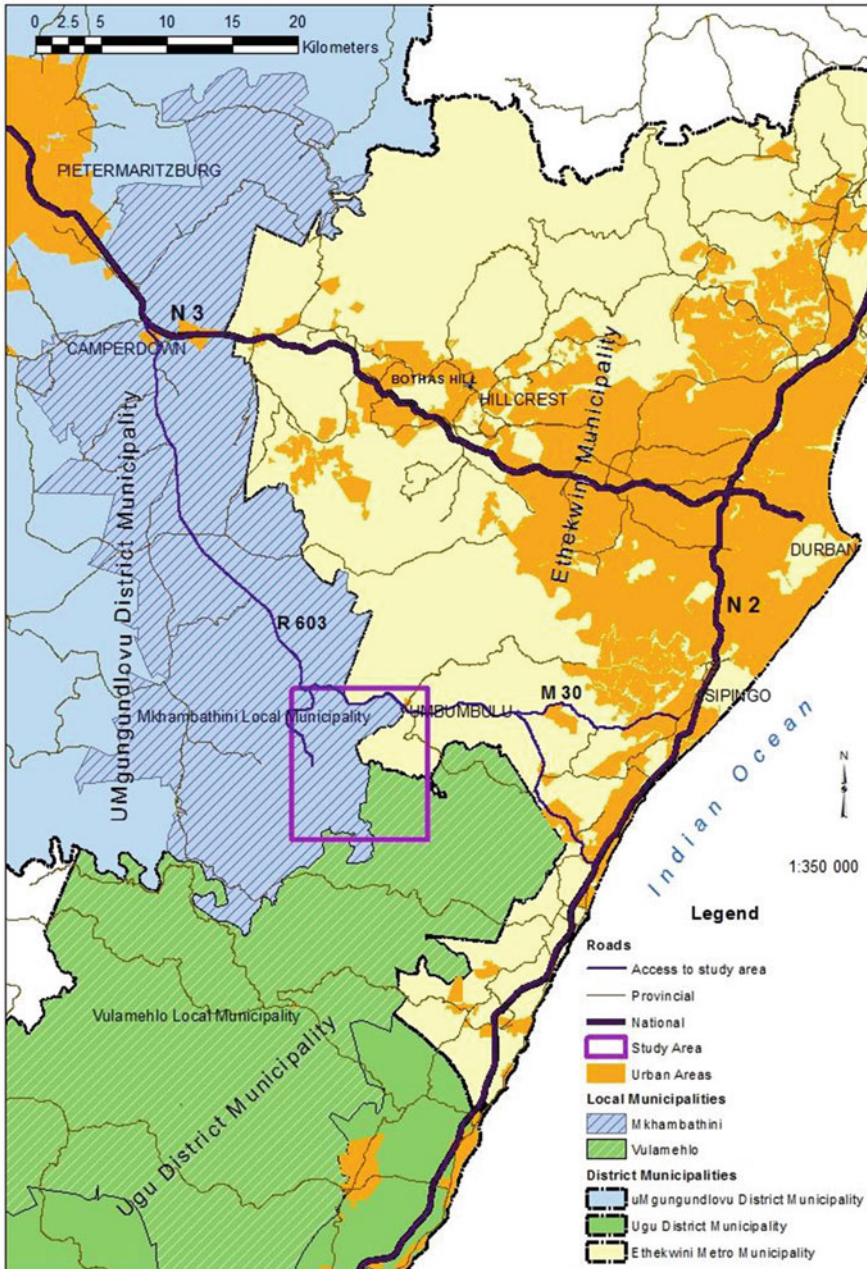 0 2.5 5 10 15 20
Kilometers
PIETERMARITZBURG
N 3
CAMPERDOWN
BOTHAS HILL
HILLCREST
Ethekwini Municipality
UMgungundlovu District Municipality
DURBAN
N 2
R 603
M 30
SIPINGO
Mkhambathini Local Municipality
UMBUMBULU
Indian Ocean
N
1:350 000
Vulamehlo Local Municipality
Ugu District Municipality
Legend
Roads
Access to study area
Provincial
National
Study Area
Urban Areas
Local Municipalities
Mkhambathini
Vulamehlo
District Municipalities
uMgungundlovu District Municipality
Ugu District Municipality
Ethekwini Metro Municipality